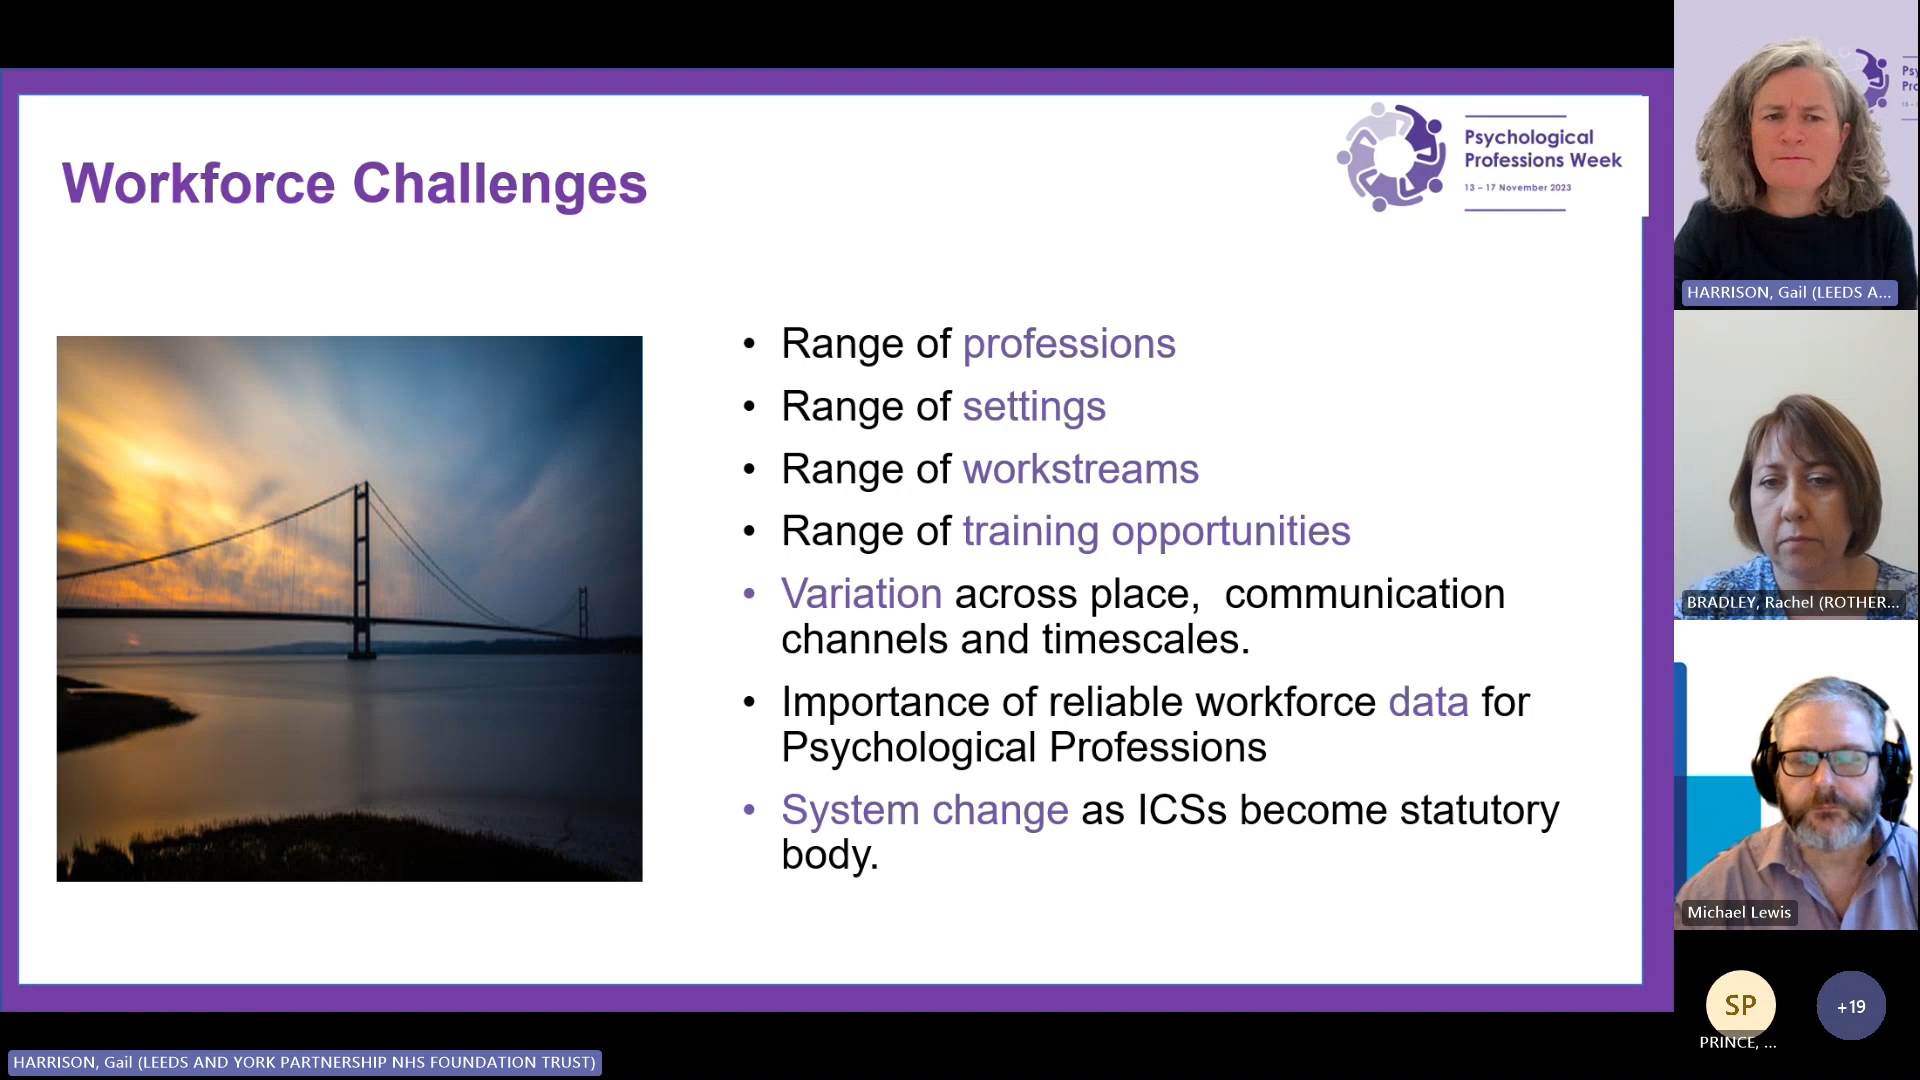 Workforce Challenges
Psychological
Professions Week
13 – 17 November 2023
• Range of professions
• Range of settings
• Range of workstreams
• Range of training opportunities
• Variation across place,  communication
channels and timescales.
• Importance of reliable workforce data for
Psychological Professions
• System change as ICSs become statutory
body.
Psy
Pro
HARRISON, Gail (LEEDS A...
BRADLEY, Rachel (ROTHER...
Michael Lewis
SP
PRINCE, ...
+19
HARRISON, Gail (LEEDS AND YORK PARTNERSHIP NHS FOUNDATION TRUST)